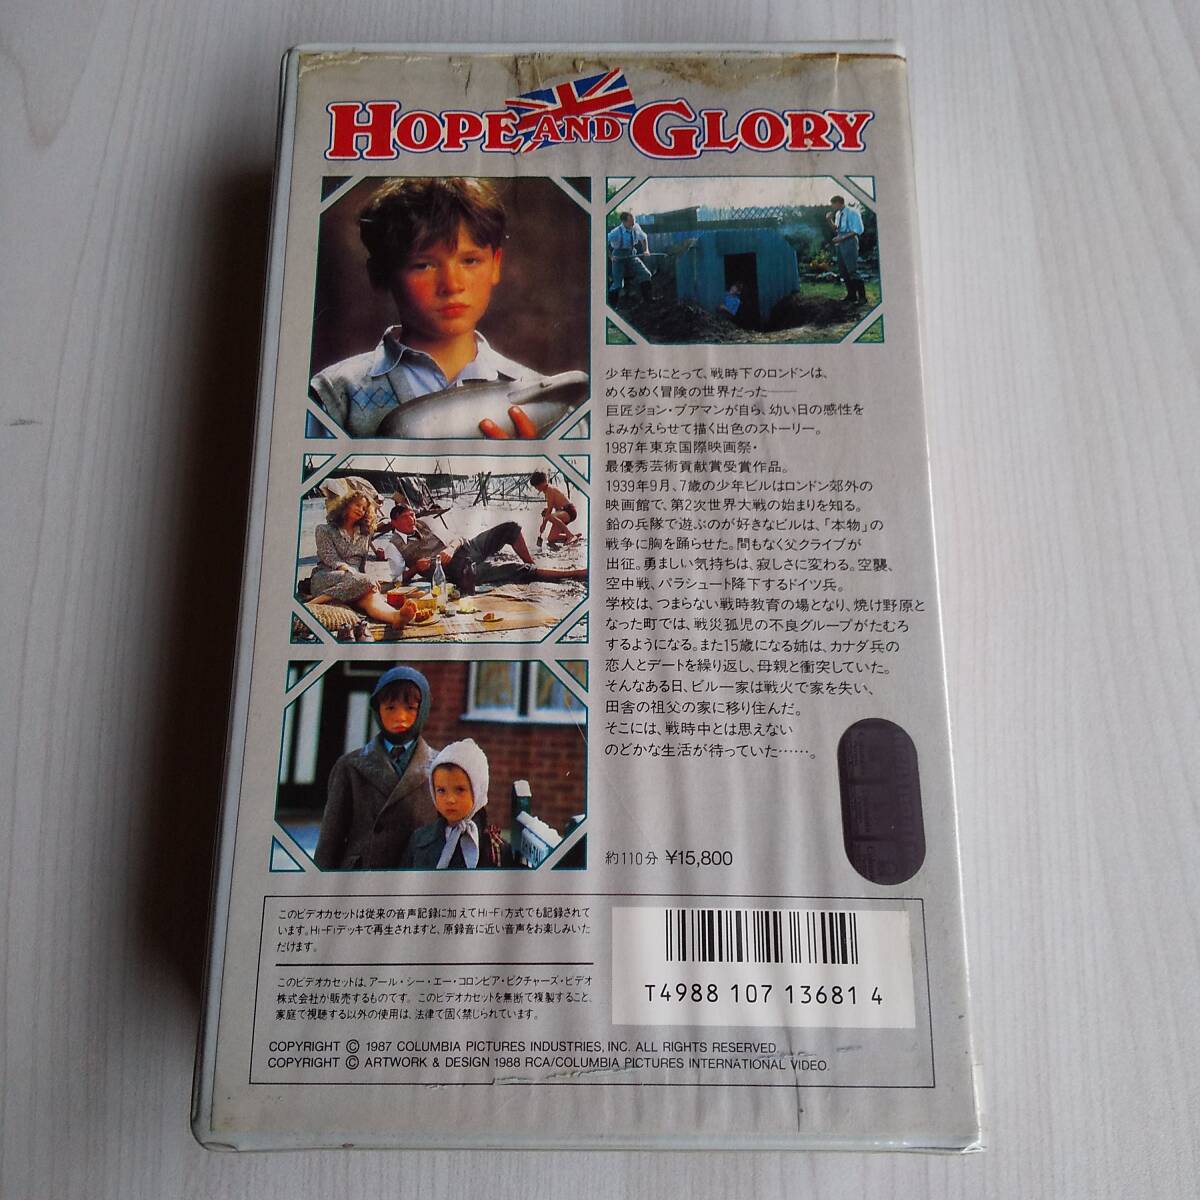 HOPE AND GLORY
少年たちにとって、戦時下のロンドンは、
めくるめく冒険の世界だった——
巨匠ジョン・ブアマンが自ら、幼い日の感性を
よみがえらせて描く出色のストーリー。
1987年東京国際映画祭・
最優秀芸術貢献賞受賞作品。
1939年9月、7歳の少年ビルはロンドン郊外の
映画館で、第2次世界大戦の始まりを知る。
鉛の兵隊で遊ぶのが好きなビルは、「本物」の
戦争に胸を踊らせた。間もなく父クライブが
出征。勇ましい気持ちは、寂しさに変わる。空襲、
空中戦、パラシュート降下するドイツ兵。
学校は、つまらない戦時教育の場となり、焼け野原と
なった町では、戦災孤児の不良グループがたむろ
するようになる。また15歳になる姉は、カナダ兵の
恋人とデートを繰り返し、母親と衝突していた。
そんなある日、ビル一家は戦火で家を失い、
田舎の祖父の家に移り住んだ。
そこには、戦時中とは思えない
のどかな生活が待っていた……。
約110分 ¥15,800
このビデオカセットは従来の音声記録に加えてHi-Fi方式でも記録されて
います。Hi-Fiデッキで再生されますと、原録音に近い音声をお楽しみいた
だけます。
このビデオカセットは、アール・シー・エー・コロンビア・ピクチャーズ・ビデオ
株式会社が販売するものです。このビデオカセットを無断で複製すること、
家庭で視聴する以外の使用は、法律で固く禁じられています。
T4988 107 13681 4
COPYRIGHT © 1987 COLUMBIA PICTURES INDUSTRIES, INC. ALL RIGHTS RESERVED.
COPYRIGHT © ARTWORK & DESIGN 1988 RCA/COLUMBIA PICTURES INTERNATIONAL VIDEO.